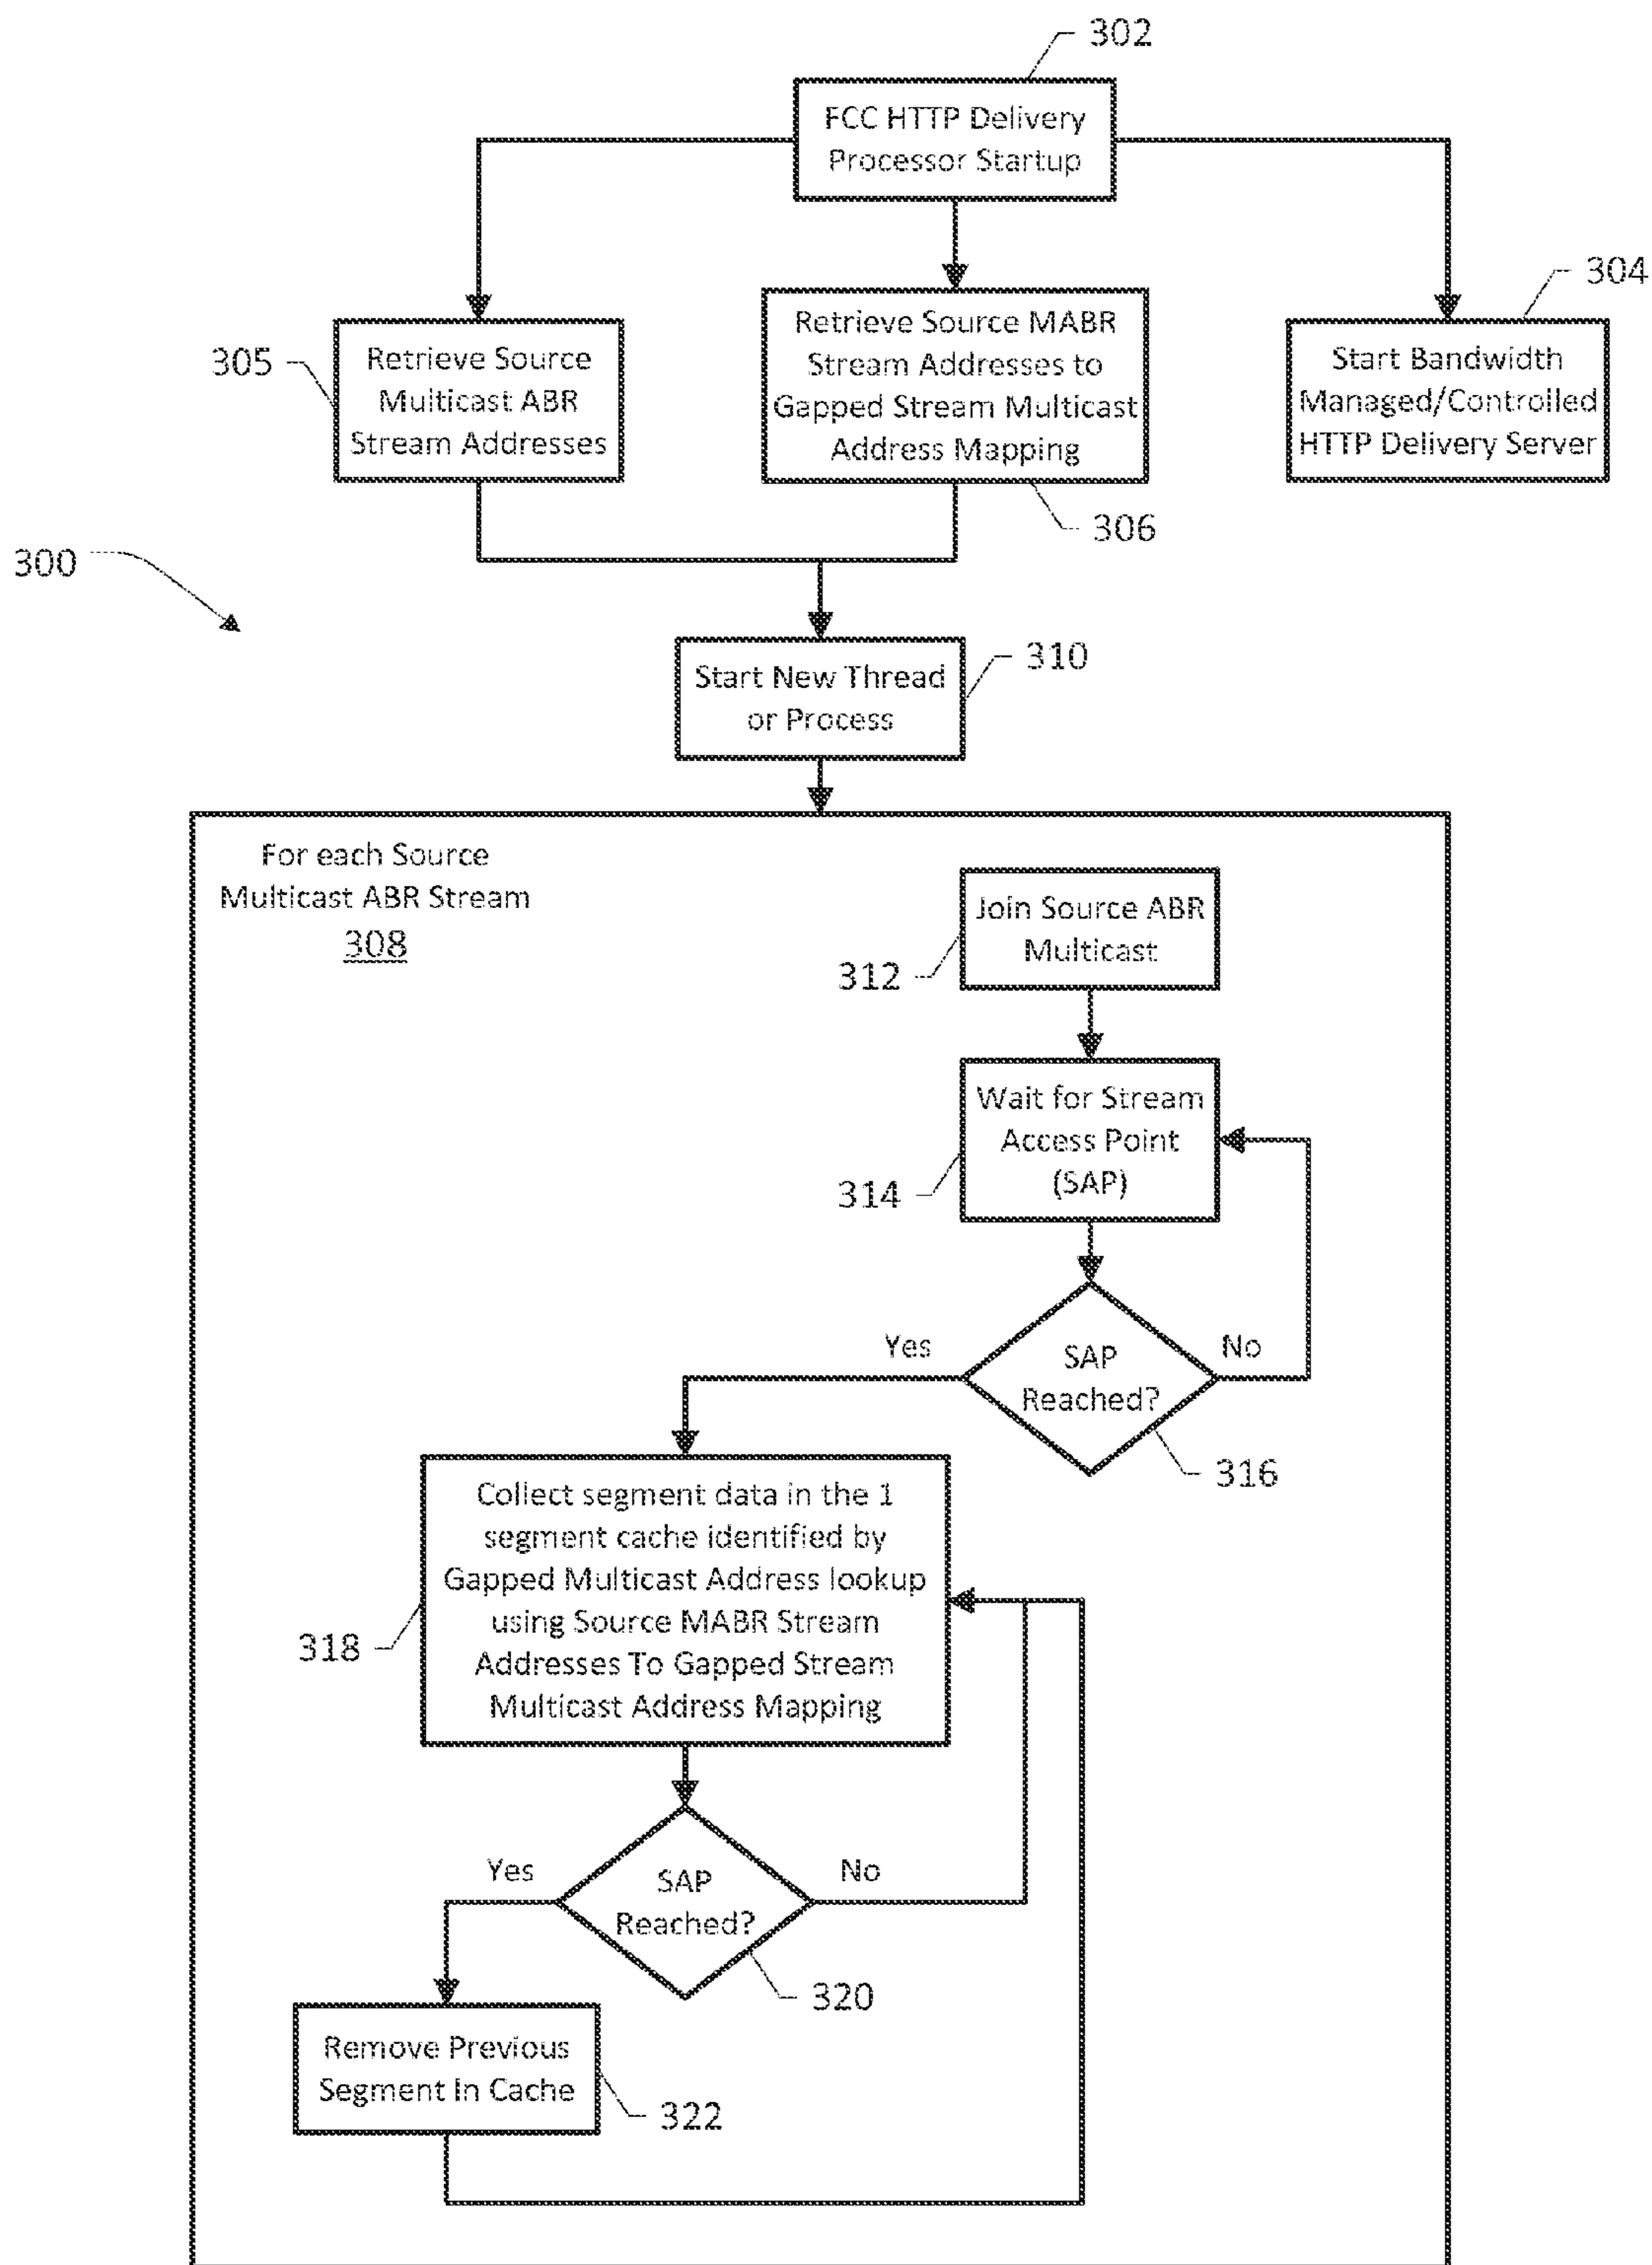 302
FCC HTTP Delivery
Processor Startup
304
305
Retrieve Source
Multicast ABR
Stream Addresses
Retrieve Source MABR
Stream Addresses to
Gapped Stream Multicast
Address Mapping
Start Bandwidth
Managed/Controlled
HTTP Delivery Server
306
300
Start New Thread
or Process
310
For each Source
Multicast ABR Stream
308
Join Source ABR
Multicast
312
Wait for Stream
Access Point
(SAP)
314
Yes
SAP
Reached?
No
316
Collect segment data in the 1
segment cache identified by
Gapped Multicast Address lookup
using Source MABR Stream
Addresses To Gapped Stream
Multicast Address Mapping
318
Yes
SAP
Reached?
No
320
Remove Previous
Segment In Cache
322